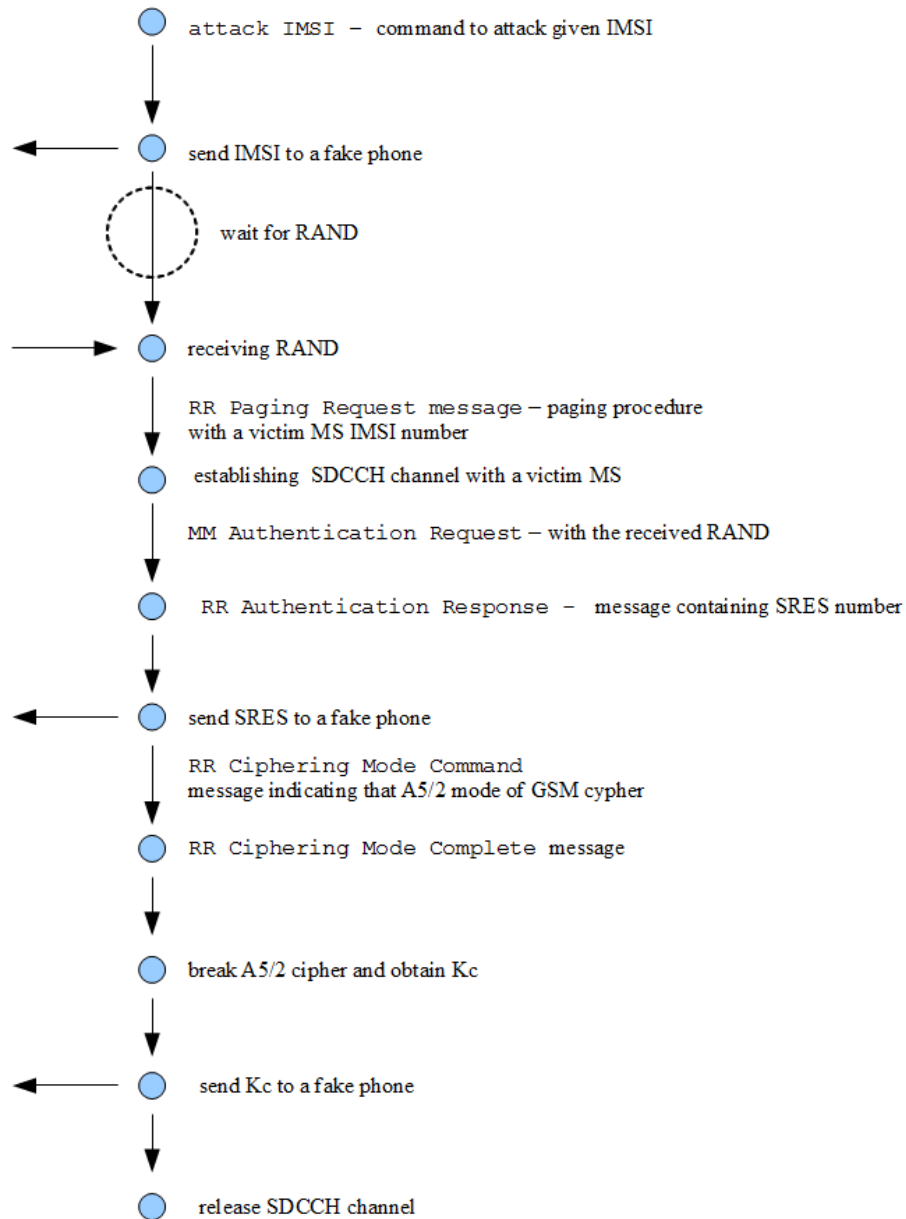 attack IMSI – command to attack given IMSI
send IMSI to a fake phone
wait for RAND
receiving RAND
RR Paging Request message – paging procedure
with a victim MS IMSI number
establishing SDCCH channel with a victim MS
MM Authentication Request – with the received RAND
RR Authentication Response – message containing SRES number
send SRES to a fake phone
RR Ciphering Mode Command
message indicating that A5/2 mode of GSM cypher
RR Ciphering Mode Complete message
break A5/2 cipher and obtain Kc
send Kc to a fake phone
release SDCCH channel